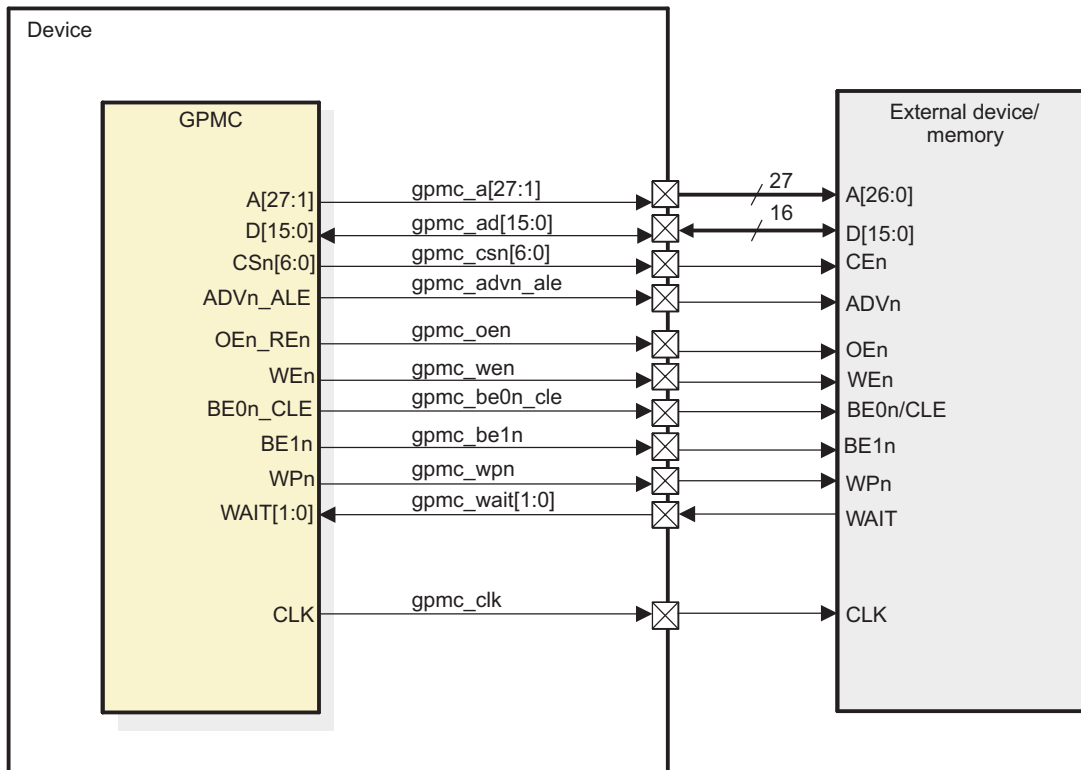 Device
GPMC
External device/
memory
A[27:1] gpmc_a[27:1] 27 A[26:0]
D[15:0] gpmc_ad[15:0] 16 D[15:0]
CSn[6:0] gpmc_csn[6:0] CEn
ADVn_ALE gpmc_advn_ale ADVn
OEn_REn gpmc_oen OEn
WEn gpmc_wen WEn
BE0n_CLE gpmc_be0n_cle BE0n/CLE
BE1n gpmc_be1n BE1n
WPn gpmc_wpn WPn
WAIT[1:0] gpmc_wait[1:0] WAIT
CLK gpmc_clk CLK